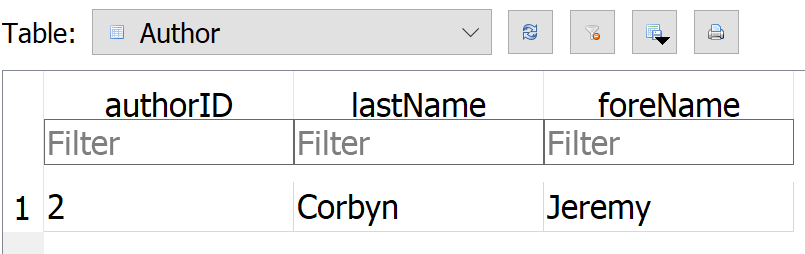 Table: Author
authorID lastName foreName
Filter Filter Filter
1 2 Corbyn Jeremy